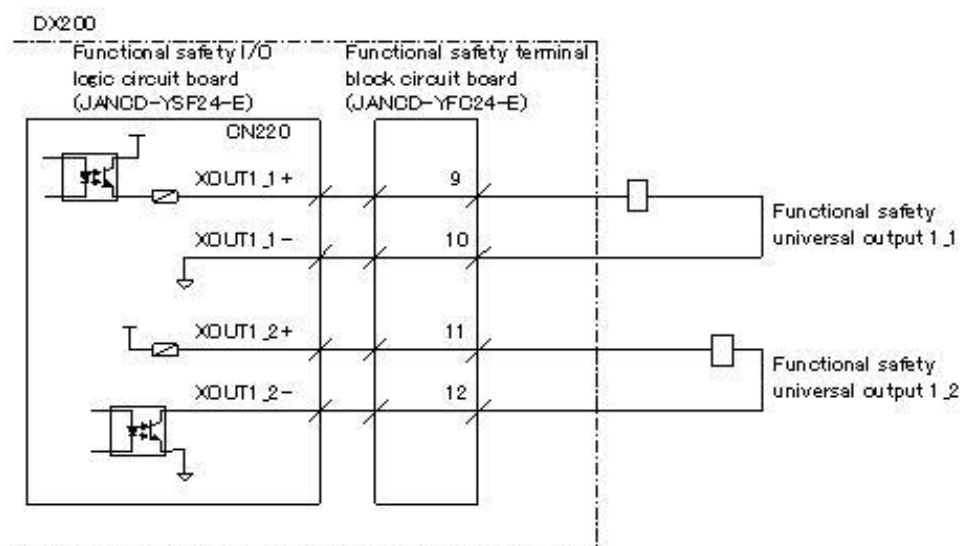 DX200
Functional safety I/O
logic circuit board
(JANCD-YSF24-E)
Functional safety terminal
block circuit board
(JANCD-YFC24-E)
CN220
XOUT1_1+
9
XOUT1_1-
10
Functional safety
universal output 1_1
XOUT1_2+
11
XOUT1_2-
12
Functional safety
universal output 1_2